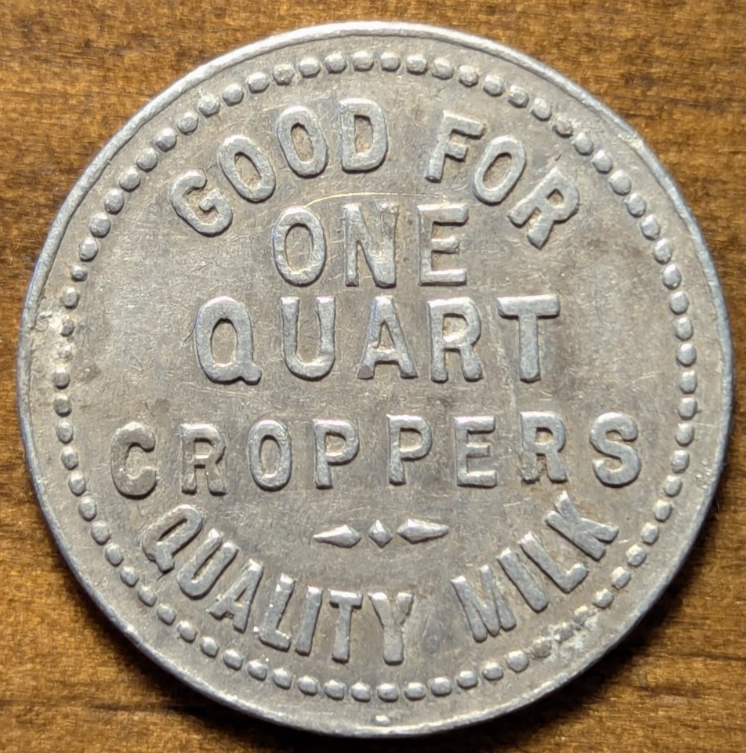 GOOD FOR
ONE
QUART
CROPPERS
QUALITY MILK